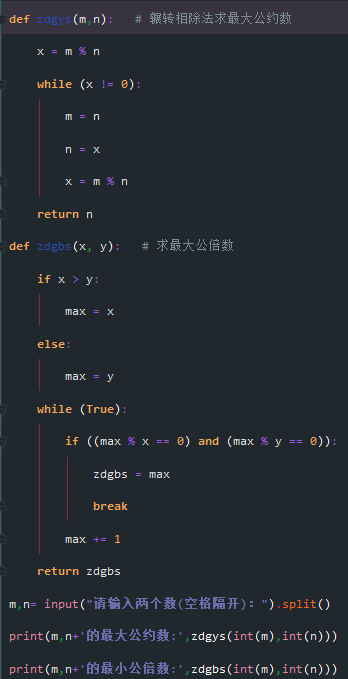 def zdgys(m,n):   # 辗转相除法求最大公约数
    x = m % n
    while (x != 0):
        m = n
        n = x
        x = m % n
    return n
def zdgbs(x, y):   # 求最大公倍数
    if x > y:
        max = x
    else:
        max = y
    while (True):
        if ((max % x == 0) and (max % y == 0)):
            zdgbs = max
            break
        max += 1
    return zdgbs
m,n= input("请输入两个数(空格隔开): ").split()
print(m,n+'的最大公约数:',zdgys(int(m),int(n)))
print(m,n+'的最小公倍数:',zdgbs(int(m),int(n)))